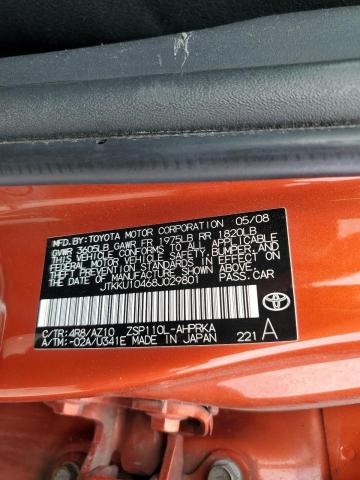 MFD.BY:TOYOTA MOTOR CORPORATION 05/08
GVWR 3605LB GAWR FR 1975LB RR 1820LB
THIS VEHICLE CONFORMS TO ALL APPLICABLE
FEDERAL MOTOR VEHICLE SAFETY, BUMPER, AND
THEFT PREVENTION STANDARDS IN EFFECT ON THE DATE
OF MANUFACTURE SHOWN ABOVE.
JTKKU10468J029801 PASS.CAR
C/TR:4R8/AZ10 ZSP110L-AHPRKA
A/TM:-02A/U341E MADE IN JAPAN 221 A